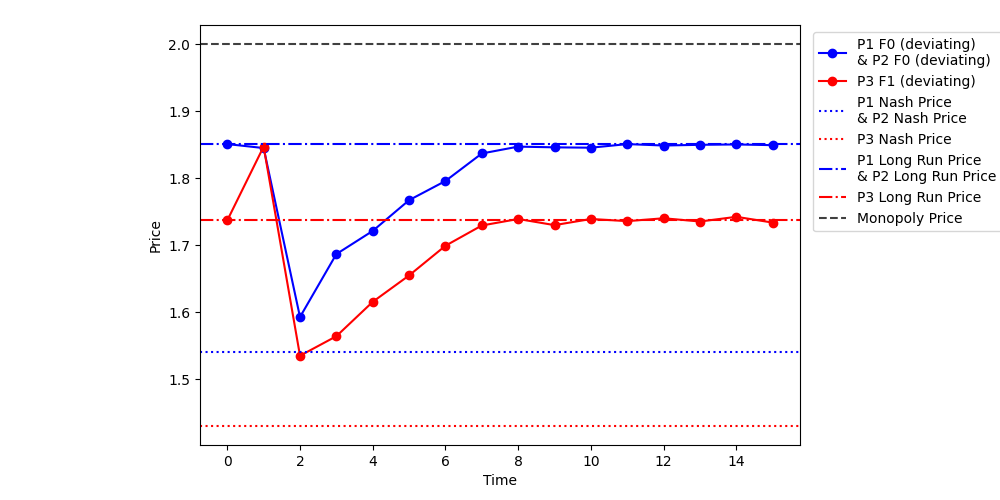 2.0
1.9
1.8
1.7
1.6
1.5
Price
0
2
4
6
8
10
12
14
Time
P1 F0 (deviating)
& P2 F0 (deviating)
P3 F1 (deviating)
P1 Nash Price
& P2 Nash Price
P3 Nash Price
P1 Long Run Price
& P2 Long Run Price
P3 Long Run Price
Monopoly Price